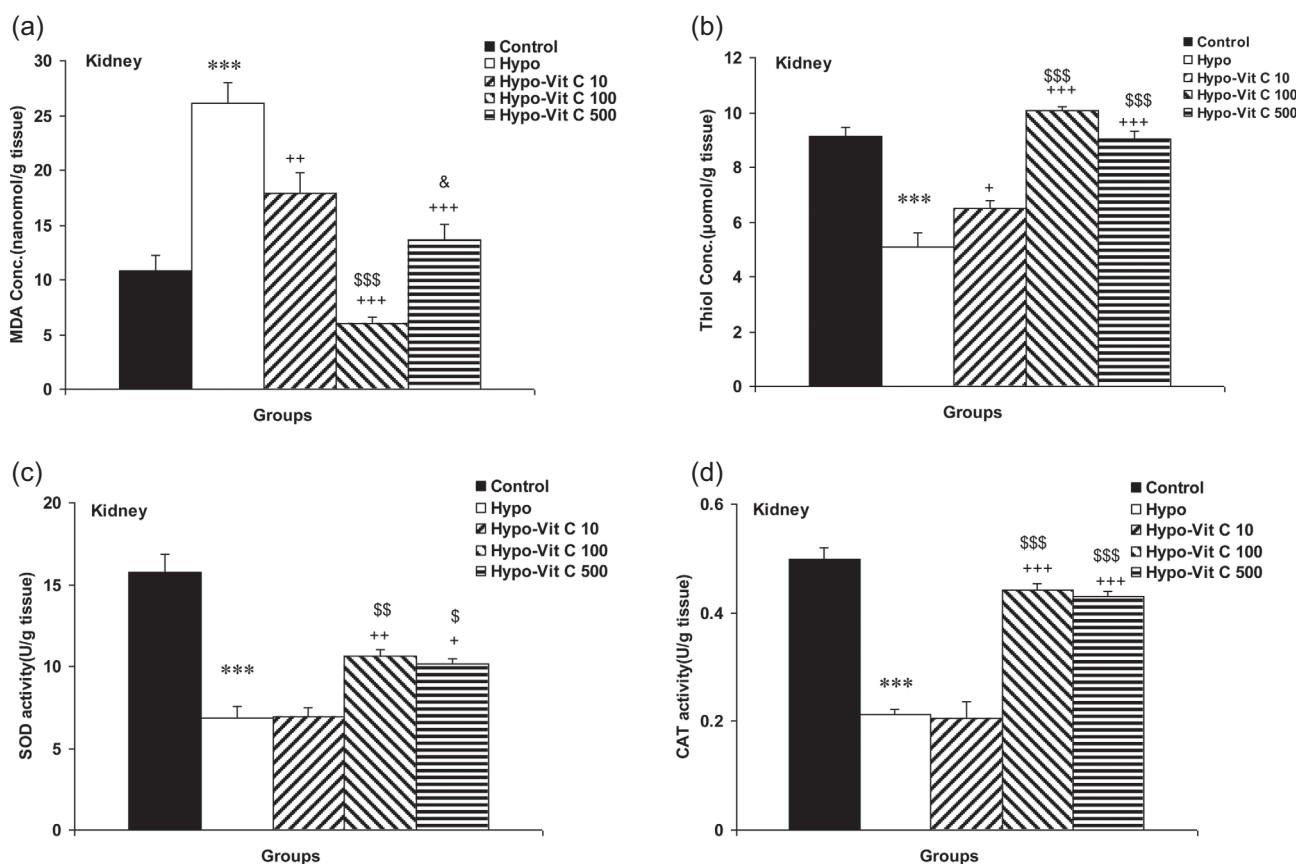 (a)
Kidney
Control
Hypo
Hypo-Vit C 10
Hypo-Vit C 100
Hypo-Vit C 500
MDA Conc.(nanomol/g tissue)
30
25
20
15
10
5
0
***
++
$$$
+++
&
+++
Groups
(b)
Kidney
Control
Hypo
Hypo-Vit C 10
Hypo-Vit C 100
Hypo-Vit C 500
Thiol Conc.(µomol/g tissue)
12
10
8
6
4
2
0
***
+
$$$
+++
$$$
+++
Groups
(c)
Kidney
Control
Hypo
Hypo-Vit C 10
Hypo-Vit C 100
Hypo-Vit C 500
SOD activity(U/g tissue)
20
15
10
5
0
***
$$
++
$
+
Groups
(d)
Kidney
Control
Hypo
Hypo-Vit C 10
Hypo-Vit C 100
Hypo-Vit C 500
CAT activity(U/g tissue)
0.6
0.4
0.2
0
***
$$$
+++
$$$
+++
Groups